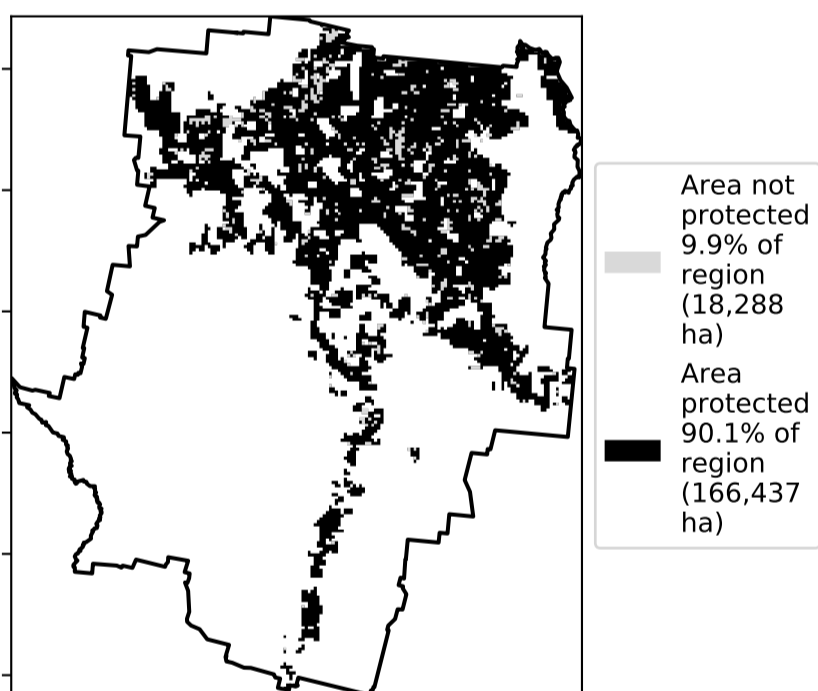 Area not
protected
9.9% of
region
(18,288
ha)
Area
protected
90.1% of
region
(166,437
ha)